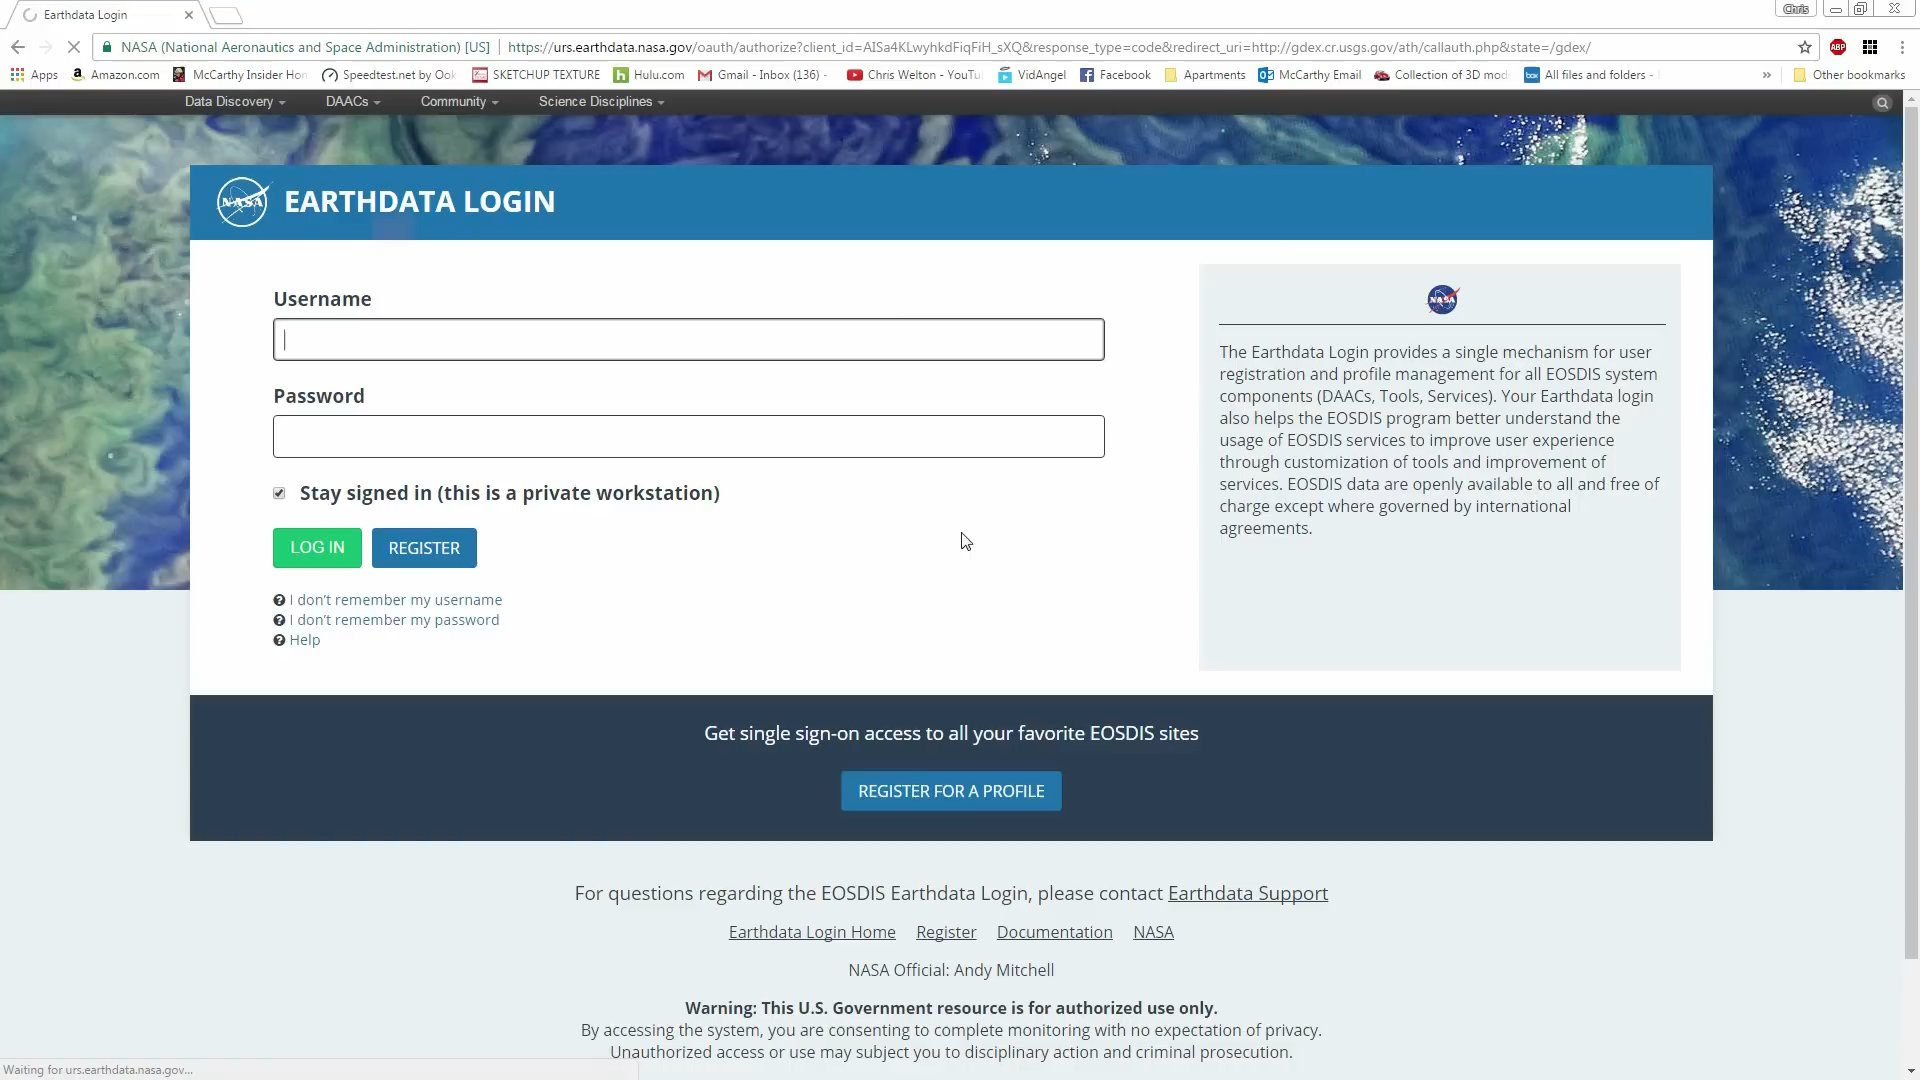 Earthdata Login
Chris
NASA (National Aeronautics and Space Administration) [US]
https://urs.earthdata.nasa.gov/oauth/authorize?client_id=AISa4KLwyhkdFiqFiH_sXQ&response_type=code&redirect_uri=http://gdex.cr.usgs.gov/ath/callauth.php&state=/gdex/
ABP
Apps Amazon.com McCarthy Insider Hon Speedtest.net by Ook SKETCHUP TEXTURE Hulu.com Gmail - Inbox (136) - Chris Welton - YouTu VidAngel Facebook Apartments McCarthy Email Collection of 3D mod All files and folders - » Other bookmarks
Data Discovery DAACs Community Science Disciplines
NASA EARTHDATA LOGIN
Username
Password
Stay signed in (this is a private workstation)
LOG IN REGISTER
I don't remember my username
I don't remember my password
Help
NASA
The Earthdata Login provides a single mechanism for user
registration and profile management for all EOSDIS system
components (DAACs, Tools, Services). Your Earthdata login
also helps the EOSDIS program better understand the
usage of EOSDIS services to improve user experience
through customization of tools and improvement of
services. EOSDIS data are openly available to all and free of
charge except where governed by international
agreements.
Get single sign-on access to all your favorite EOSDIS sites
REGISTER FOR A PROFILE
For questions regarding the EOSDIS Earthdata Login, please contact Earthdata Support
Earthdata Login Home Register Documentation NASA
NASA Official: Andy Mitchell
Warning: This U.S. Government resource is for authorized use only.
By accessing the system, you are consenting to complete monitoring with no expectation of privacy.
Unauthorized access or use may subject you to disciplinary action and criminal prosecution.
Waiting for urs.earthdata.nasa.gov...